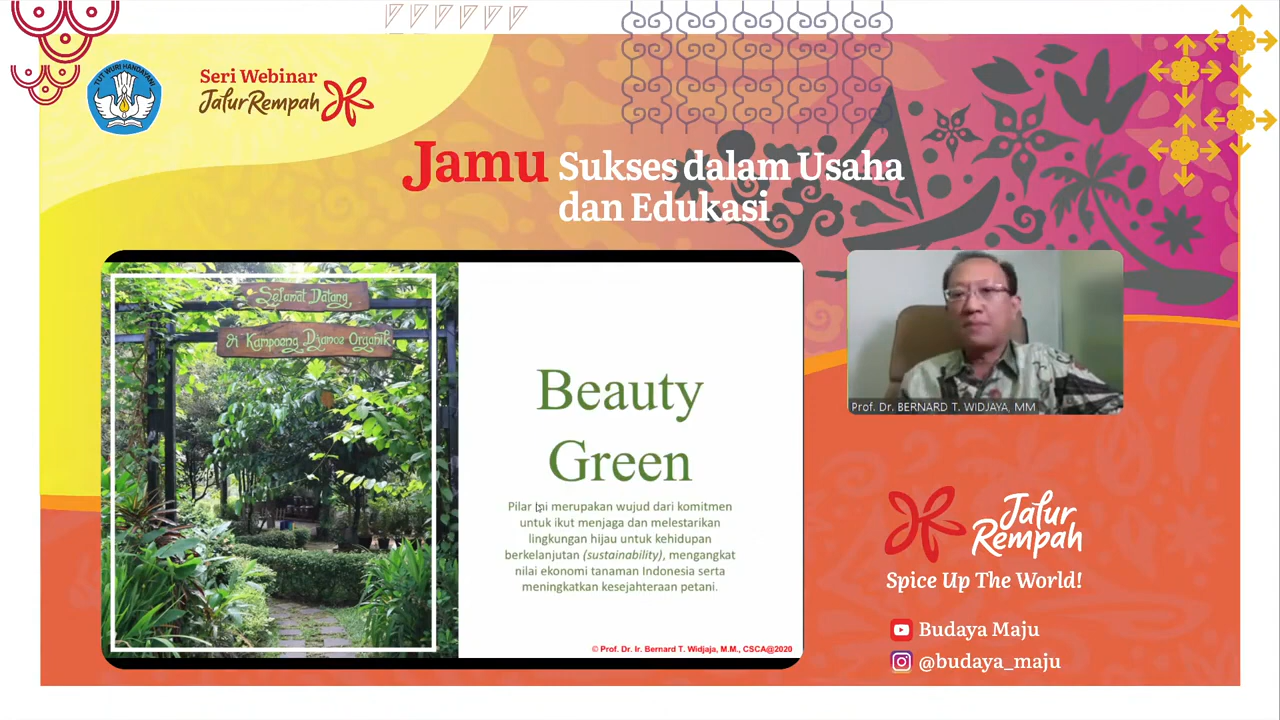 TUT WURI HANDAYANI
Seri Webinar
Jalur Rempah
Jamu Sukses dalam Usaha
dan Edukasi
Selamat Datang
di Kampoeng Djamoe Organik
Beauty
Green
Pilar ini merupakan wujud dari komitmen
untuk ikut menjaga dan melestarikan
lingkungan hijau untuk kehidupan
berkelanjutan (sustainability), mengangkat
nilai ekonomi tanaman Indonesia serta
meningkatkan kesejahteraan petani.
© Prof. Dr. Ir. Bernard T. Widjaja, M.M., CSCA@2020
Prof. Dr. BERNARD T. WIDJAYA, MM
Jalur
Rempah
Spice Up The World!
Budaya Maju
@budaya_maju